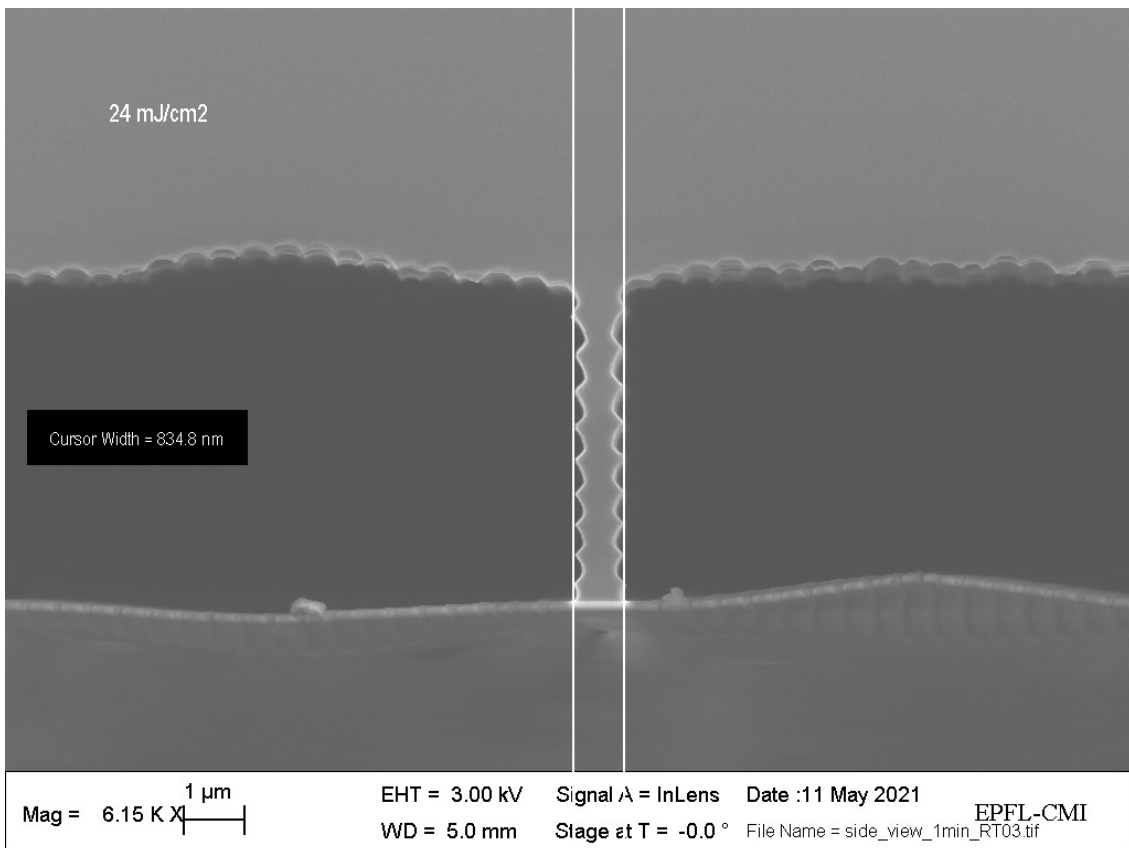 24 mJ/cm2
Cursor Width = 834.8 nm
1 µm
Mag = 6.15 K X
EHT = 3.00 kV
WD = 5.0 mm
Signal A = InLens
Stage at T = -0.0 °
Date :11 May 2021
File Name = side_view_1min_RT03.tif
EPFL-CMI